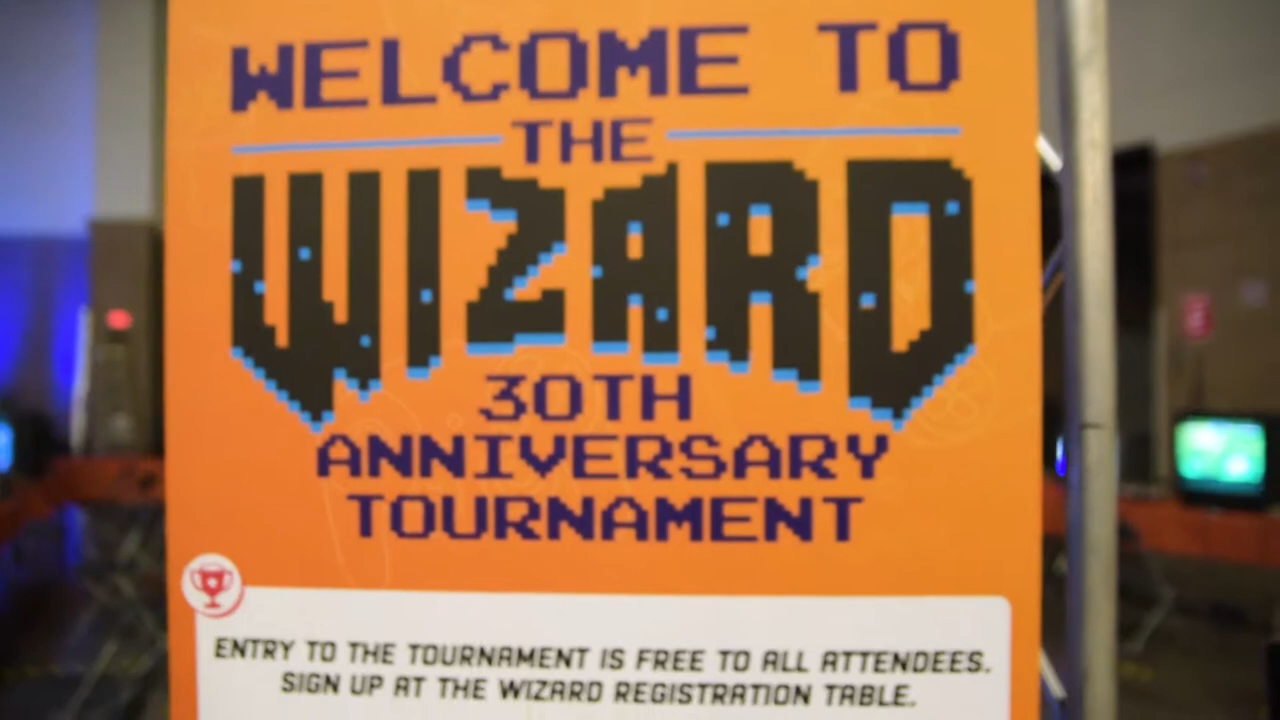 WELCOME TO
THE
WIZARD
30TH
ANNIVERSARY
TOURNAMENT
ENTRY TO THE TOURNAMENT IS FREE TO ALL ATTENDEES.
SIGN UP AT THE WIZARD REGISTRATION TABLE.